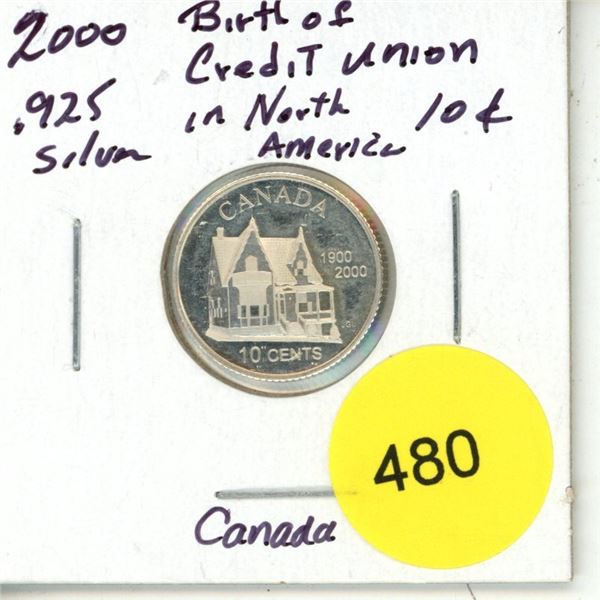 2000 Birth of
Credit Union
.925 in North 10¢
Silver America
CANADA
1900
2000
10 CENTS
480
Canada